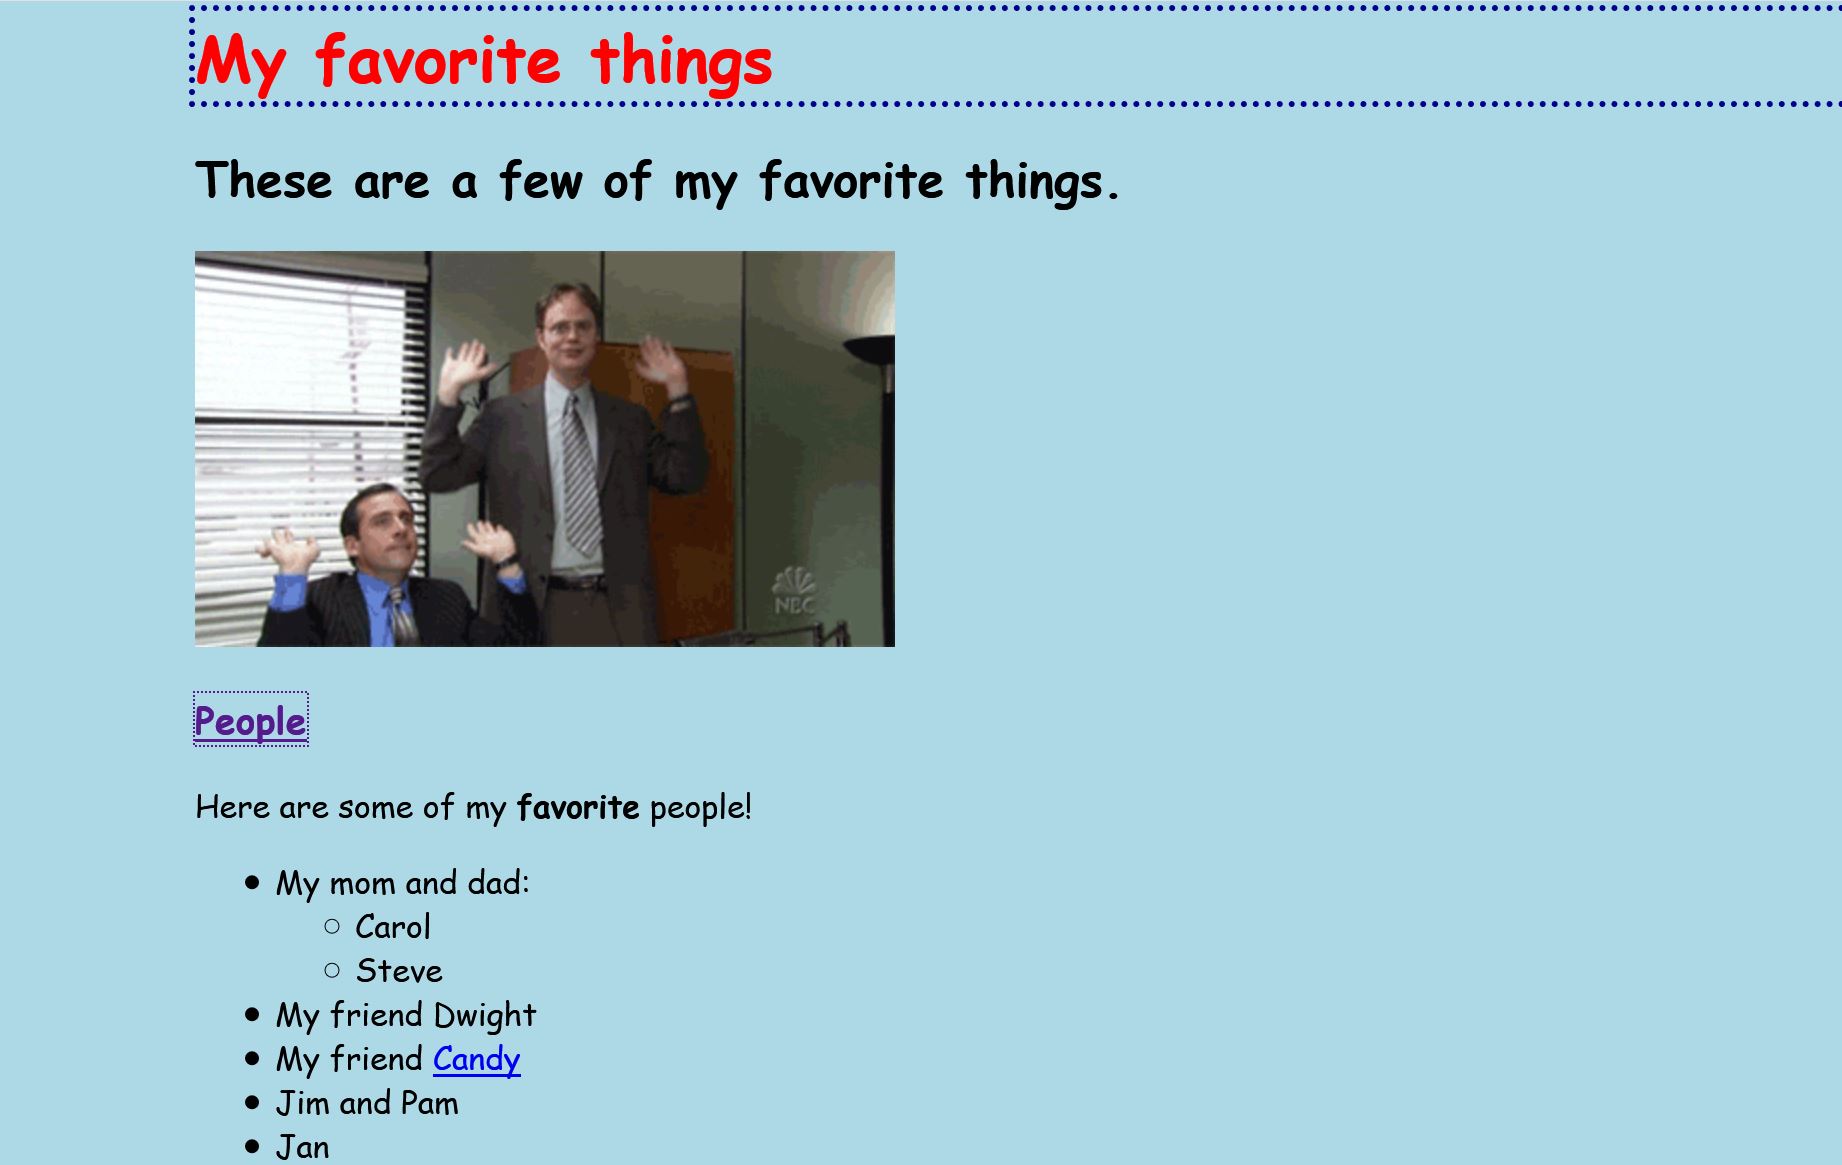 My favorite things
These are a few of my favorite things.
NBC
People
Here are some of my favorite people!
My mom and dad:
Carol
Steve
My friend Dwight
My friend Candy
Jim and Pam
Jan